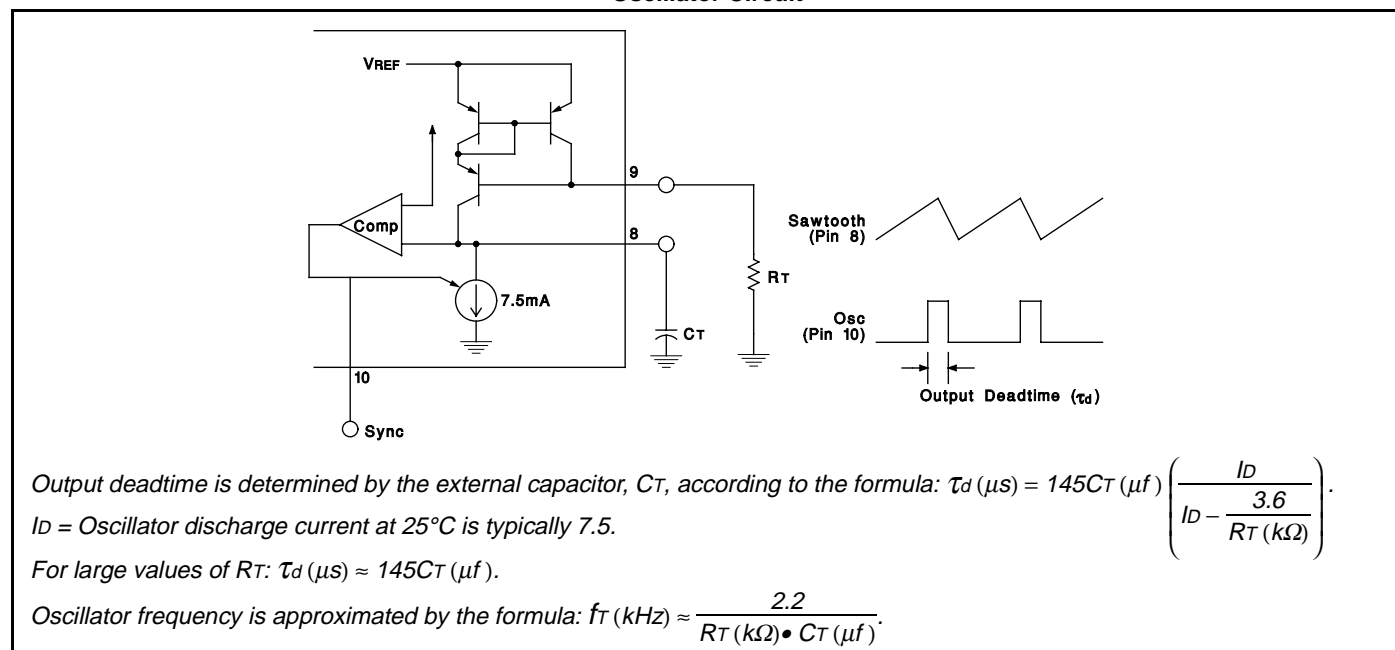 VREF
9
Comp
8
7.5mA
RT
CT
10
Sync
Sawtooth
(Pin 8)
Osc
(Pin 10)
Output Deadtime (τd)
Output deadtime is determined by the external capacitor, CT, according to the formula: τd (μs) = 145CT (μf) ( ID / ( ID – 3.6 / RT (kΩ) ) ) .
ID = Oscillator discharge current at 25°C is typically 7.5.
For large values of RT: τd (μs) ≈ 145CT (μf).
Oscillator frequency is approximated by the formula: fT (kHz) ≈ 2.2 / RT (kΩ) • CT (μf) .